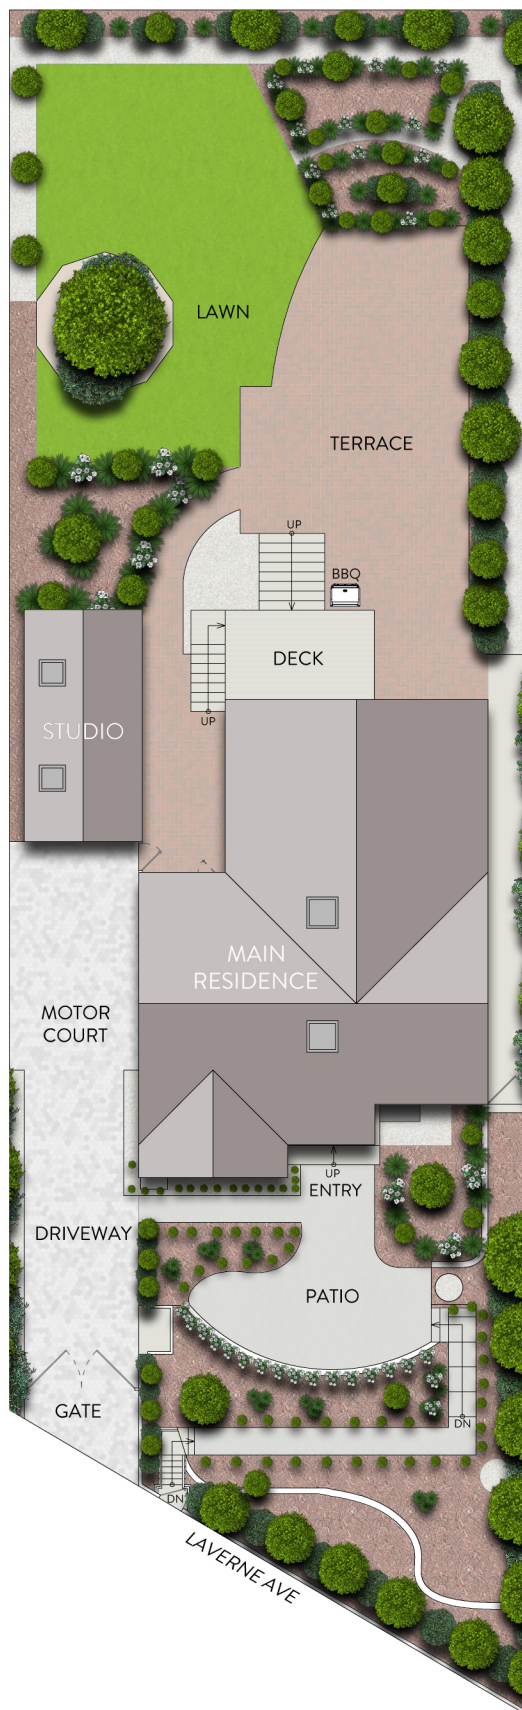 LAWN
TERRACE
UP
BBQ
DECK
UP
STUDIO
MAIN
RESIDENCE
MOTOR
COURT
UP
ENTRY
DRIVEWAY
PATIO
GATE
DN
DN
LAVERNE AVE